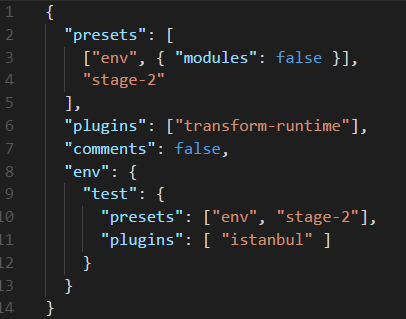 1 {
2   "presets": [
3     ["env", { "modules": false }],
4     "stage-2"
5   ],
6   "plugins": ["transform-runtime"],
7   "comments": false,
8   "env": {
9     "test": {
10       "presets": ["env", "stage-2"],
11       "plugins": [ "istanbul" ]
12     }
13   }
14 }